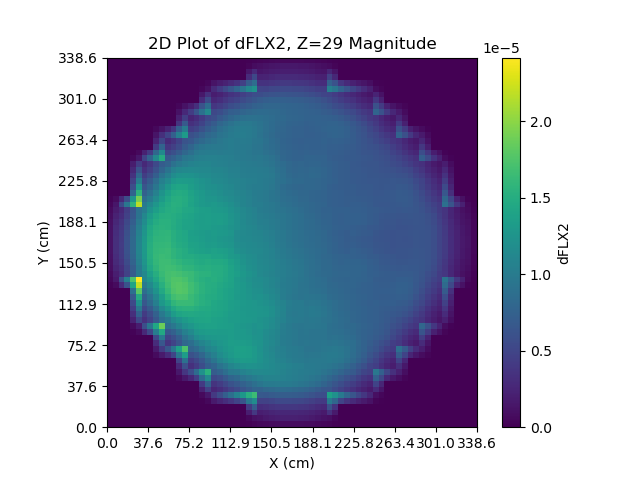 2D Plot of dFLX2, Z=29 Magnitude
1e−5
338.6
301.0
263.4
225.8
188.1
150.5
112.9
75.2
37.6
0.0
Y (cm)
0.0 37.6 75.2 112.9 150.5 188.1 225.8 263.4 301.0 338.6
X (cm)
2.0
1.5
1.0
0.5
0.0
dFLX2